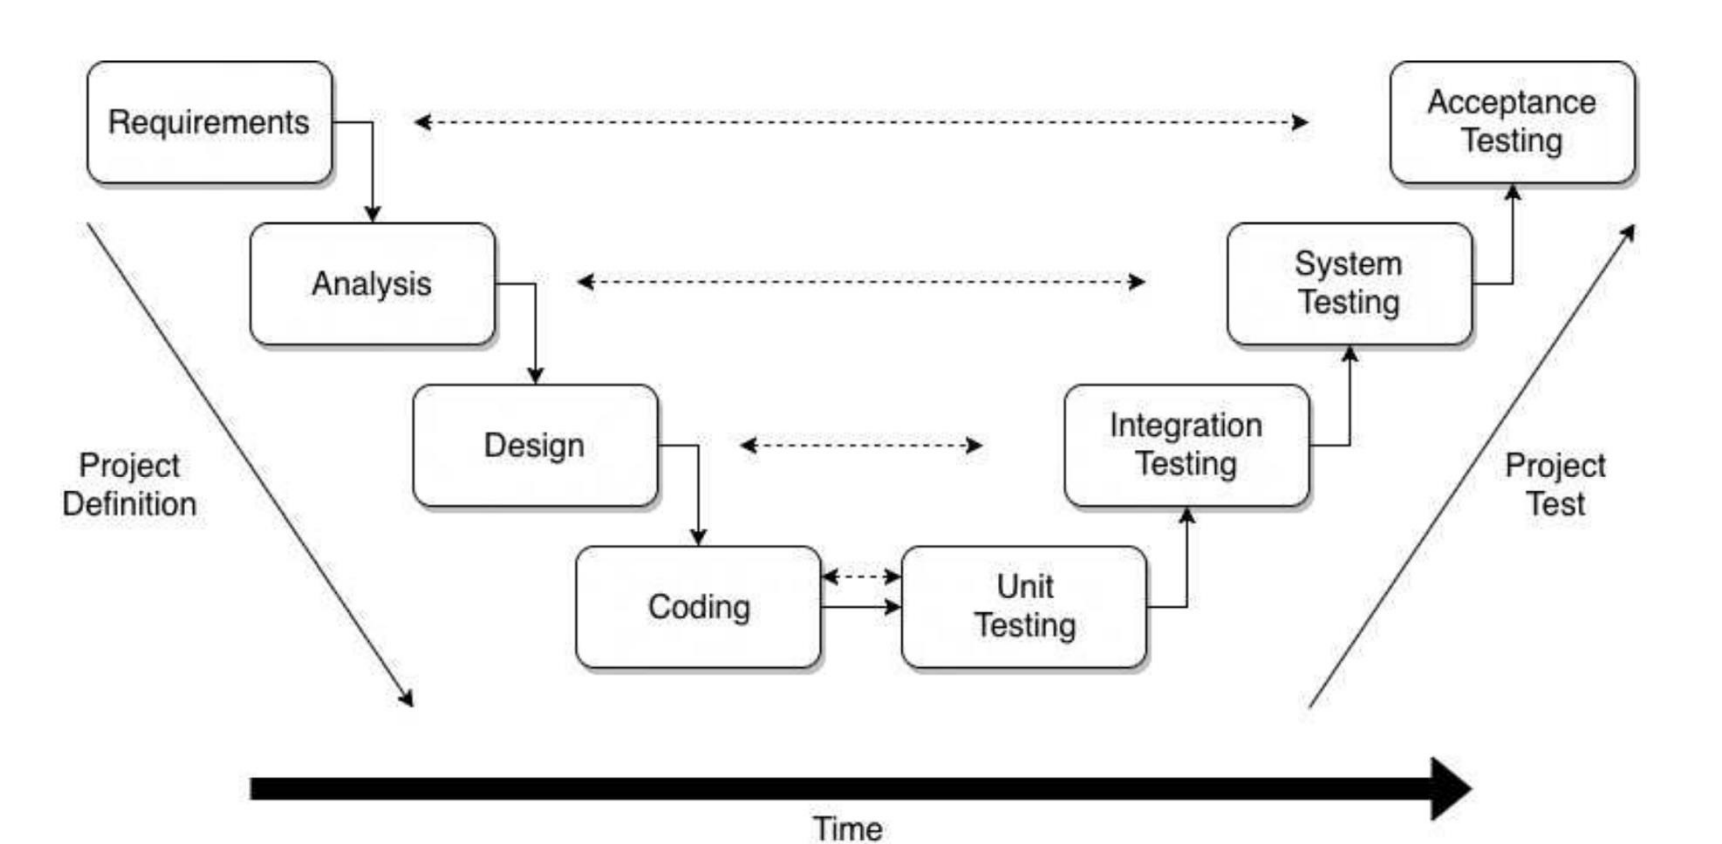 Requirements
Acceptance
Testing
Analysis
System
Testing
Design
Integration
Testing
Project
Definition
Project
Test
Coding
Unit
Testing
Time